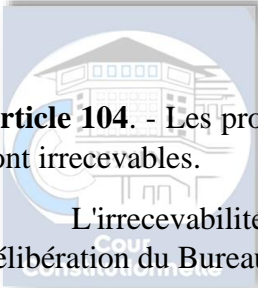 rticle 104. - Les pro
ont irrecevables.
L'irrecevabilité
élibération du Bureau
Cour
Constitutionnelle